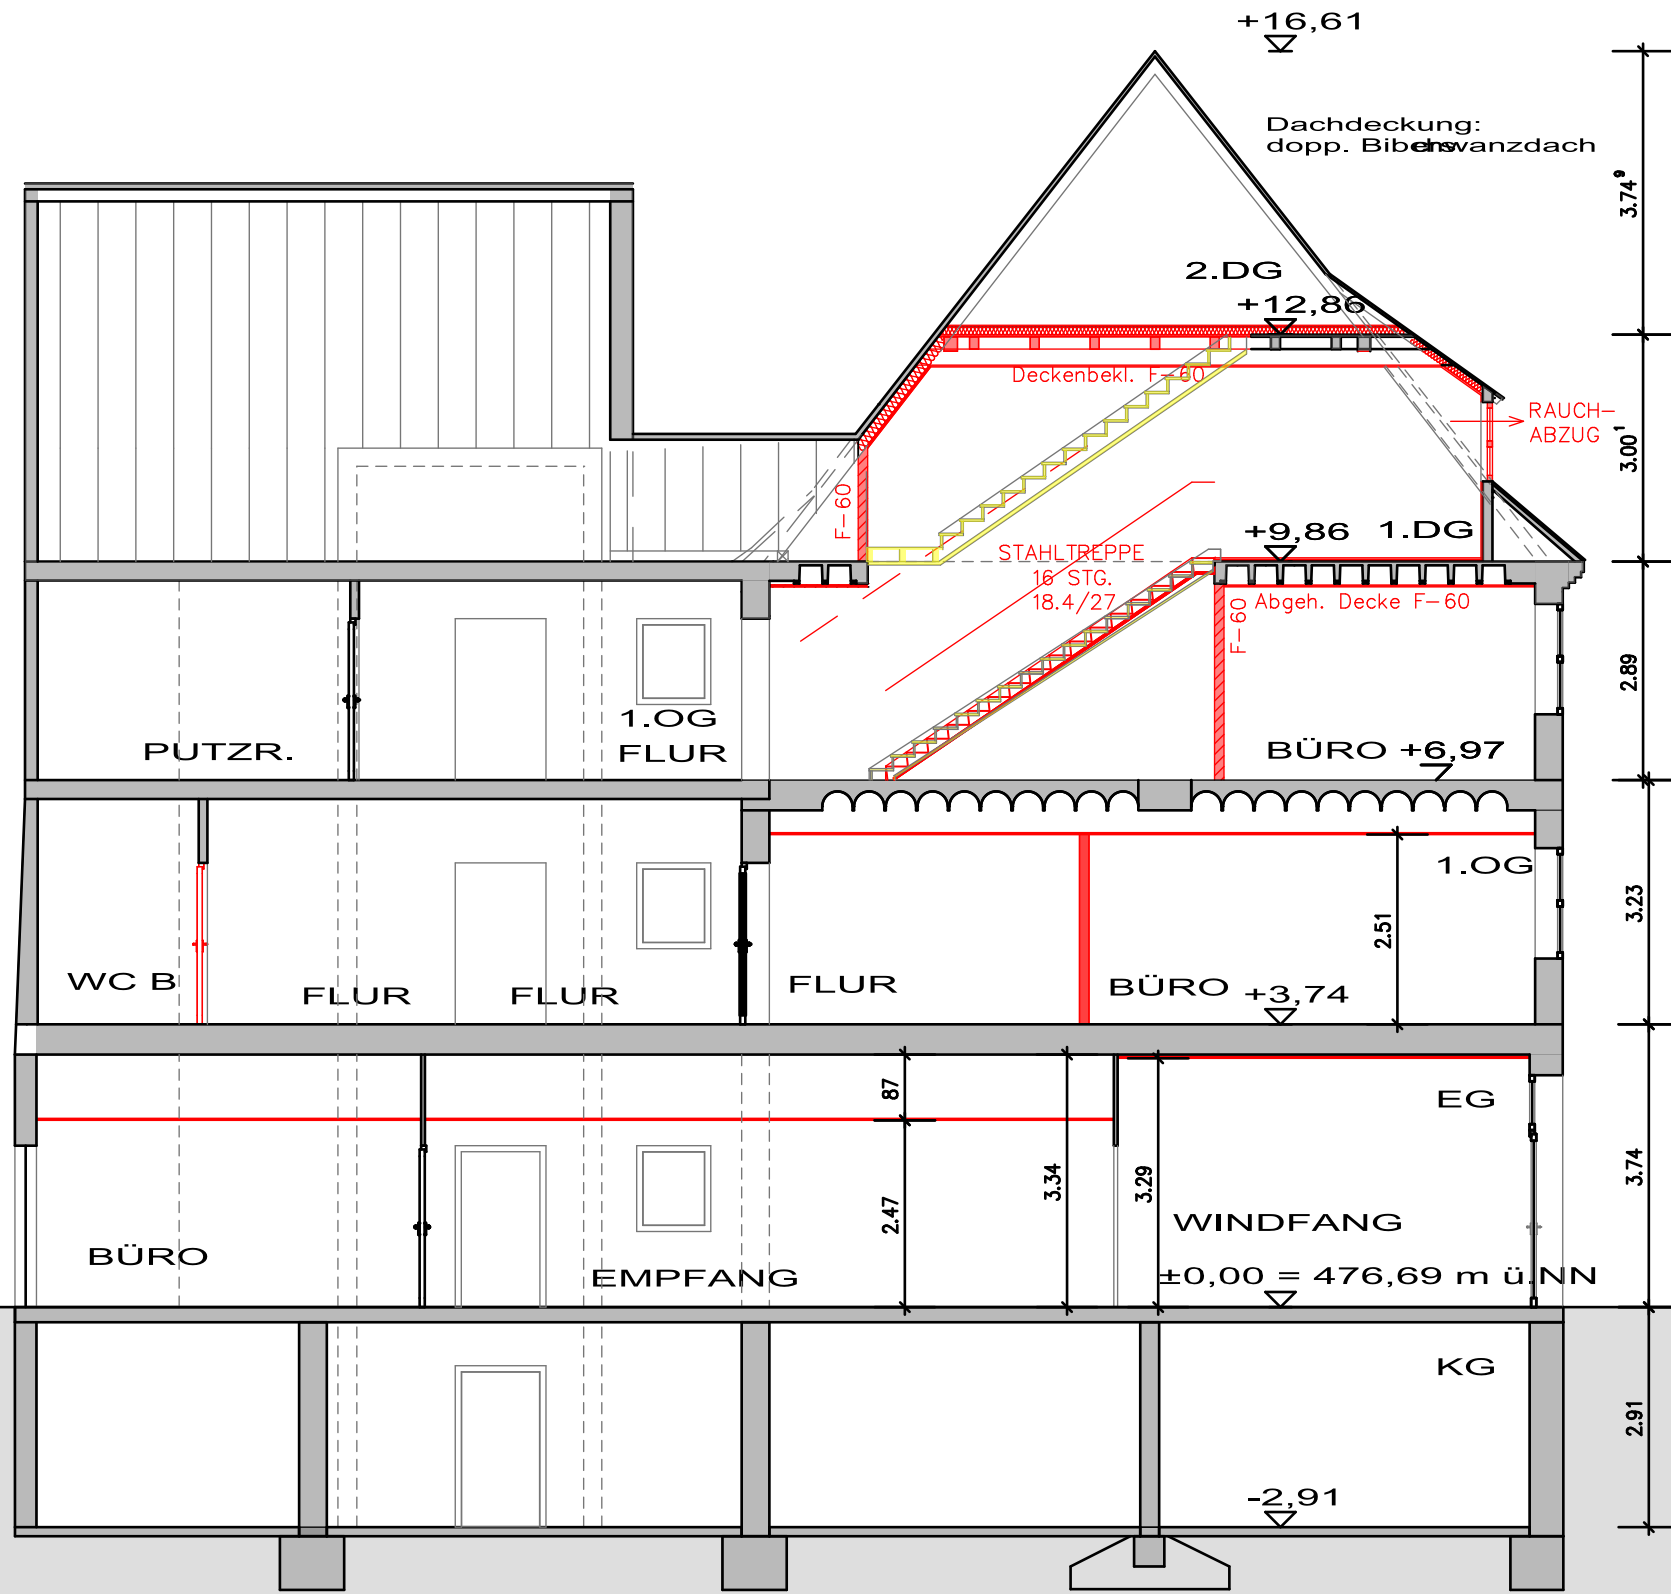 +16,61
Dachdeckung:
dopp. Biberschwanzdach
3.74⁹
2.DG
+12,86
Deckenbekl. F-60
RAUCH-
ABZUG
3.00¹
F-60
+9,86
1.DG
STAHLTREPPE
16 STG.
18.4/27
Abgeh. Decke F-60
F-60
2.89
1.OG
FLUR
PUTZR.
BÜRO +6,97
1.OG
3.23
2.51
WC B
FLUR
FLUR
FLUR
BÜRO
+3,74
87
EG
3.34
3.29
3.74
2.47
WINDFANG
BÜRO
EMPFANG
±0,00 = 476,69 m ü.NN
KG
2.91
-2,91